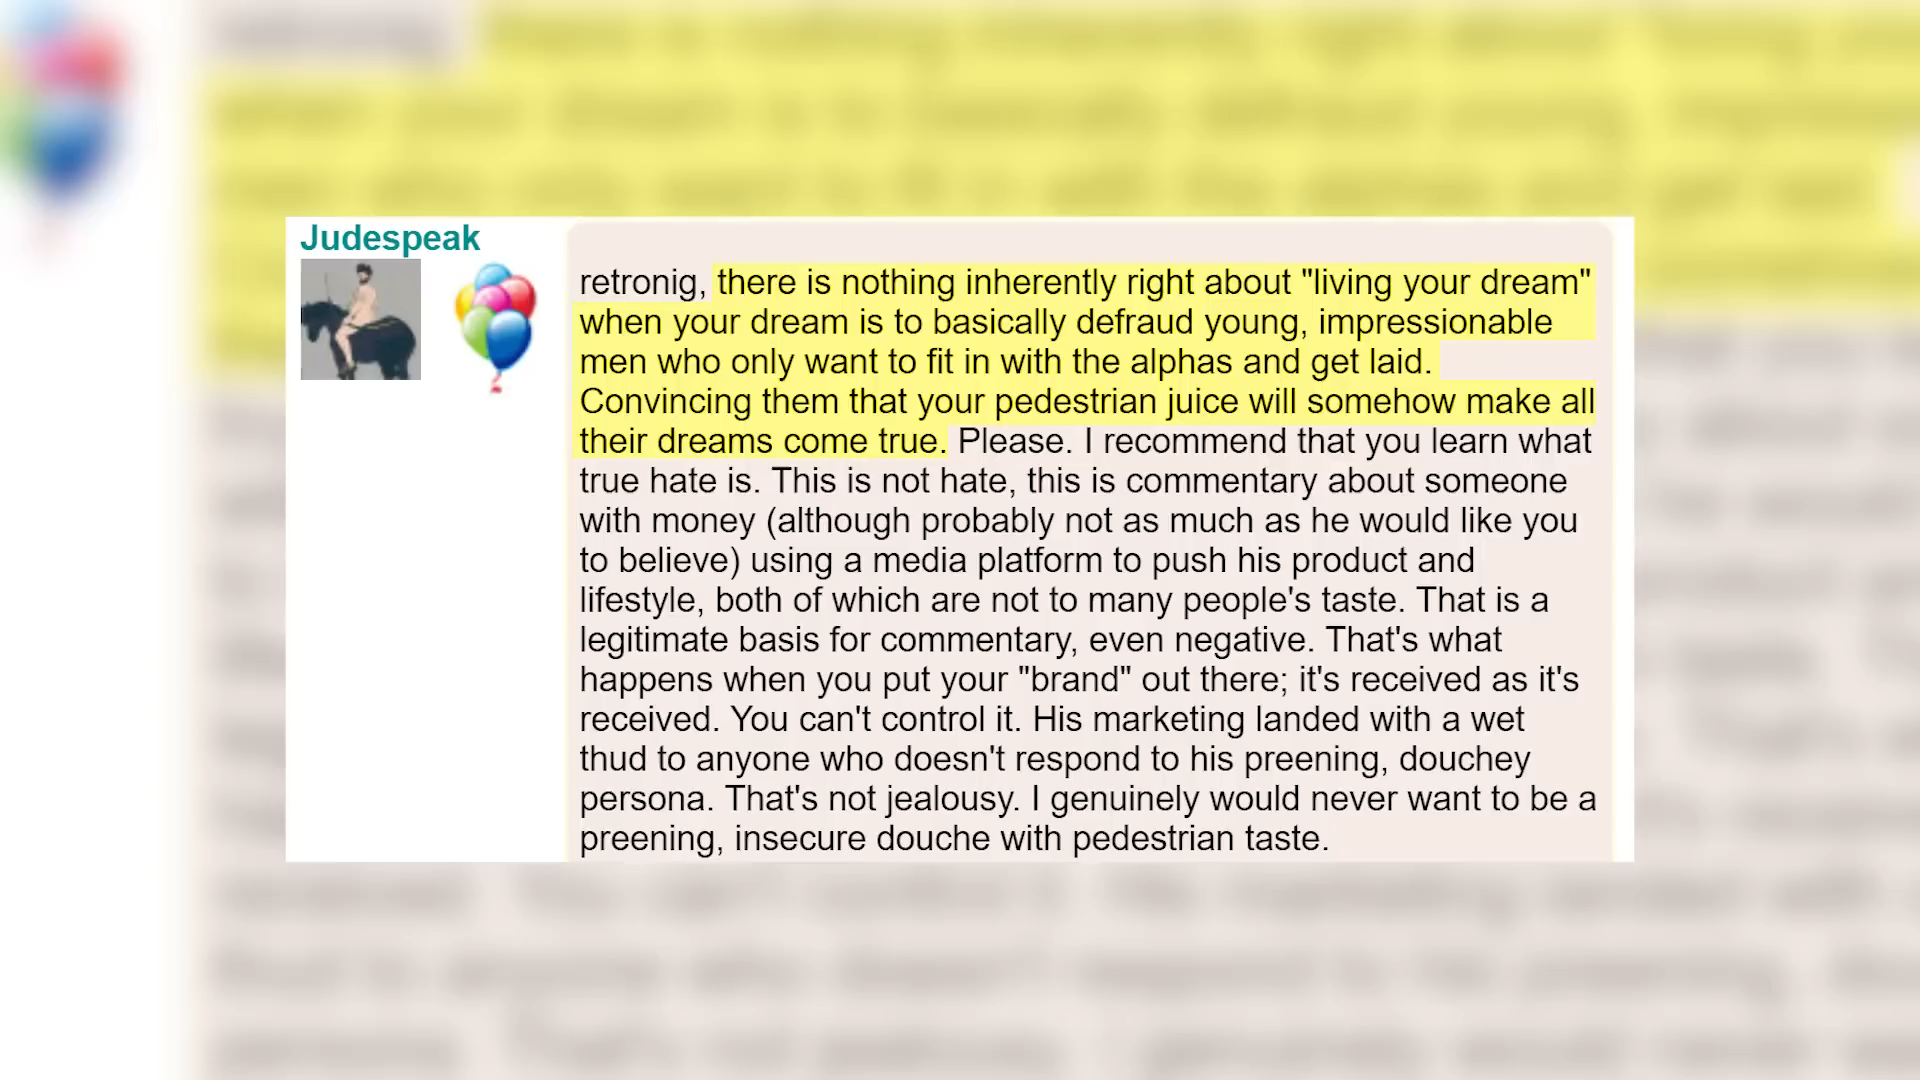 Judespeak
retronig, there is nothing inherently right about "living your dream"
when your dream is to basically defraud young, impressionable
men who only want to fit in with the alphas and get laid.
Convincing them that your pedestrian juice will somehow make all
their dreams come true. Please. I recommend that you learn what
true hate is. This is not hate, this is commentary about someone
with money (although probably not as much as he would like you
to believe) using a media platform to push his product and
lifestyle, both of which are not to many people's taste. That is a
legitimate basis for commentary, even negative. That's what
happens when you put your "brand" out there; it's received as it's
received. You can't control it. His marketing landed with a wet
thud to anyone who doesn't respond to his preening, douchey
persona. That's not jealousy. I genuinely would never want to be a
preening, insecure douche with pedestrian taste.